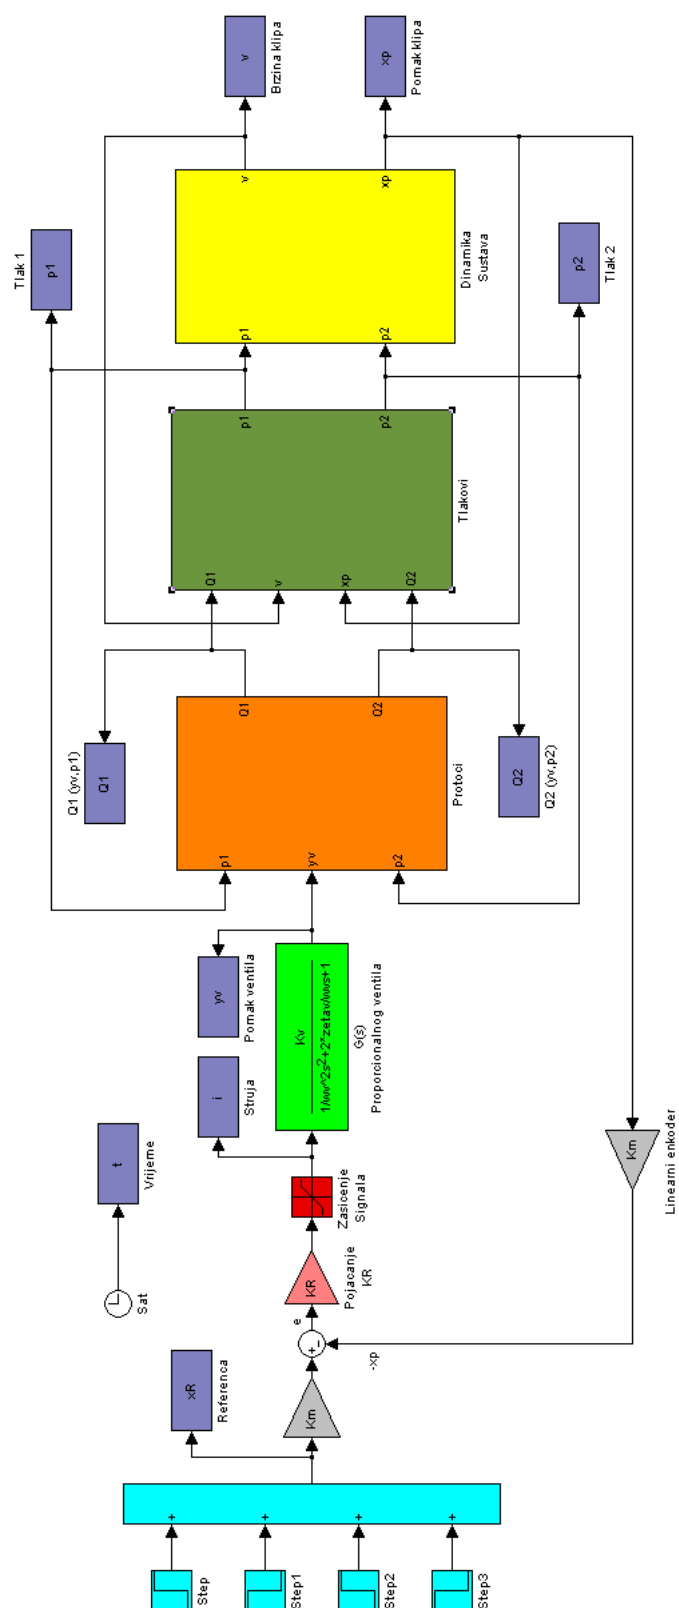 Step
Step1
Step2
Step3
+
+
+
+
xR
Referenca
Km
+
−
-xp
e
KR
Pojacanje
KR
Zasicenje
Signala
Sat
t
Vrijeme
i
Struja
Kv
1/wv^2s²+2*zetav/wvs+1
G(s)
Proporcionalnog ventila
yv
Pomak ventila
p1
yv
p2
Q1
Q2
Protoci
Q1 (yv,p1)
Q1
Q2
Q2 (yv,p2)
Q1
v
xp
Q2
p1
p2
Tlakovi
Tlak 1
p1
p2
Tlak 2
p1
p2
v
xp
Dinamika
Sustava
v
Brzina klipa
xp
Pomak klipa
Km
Linearni enkoder